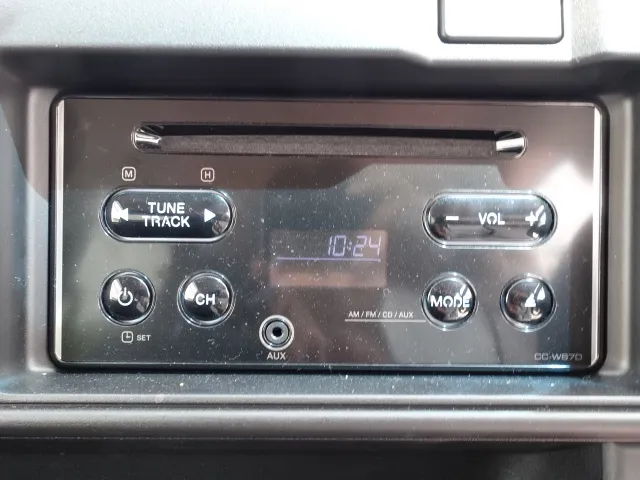 M H
TUNE
TRACK
- VOL +
10:24
CH
MODE
AM / FM / CD / AUX
SET
AUX
CC-W67D